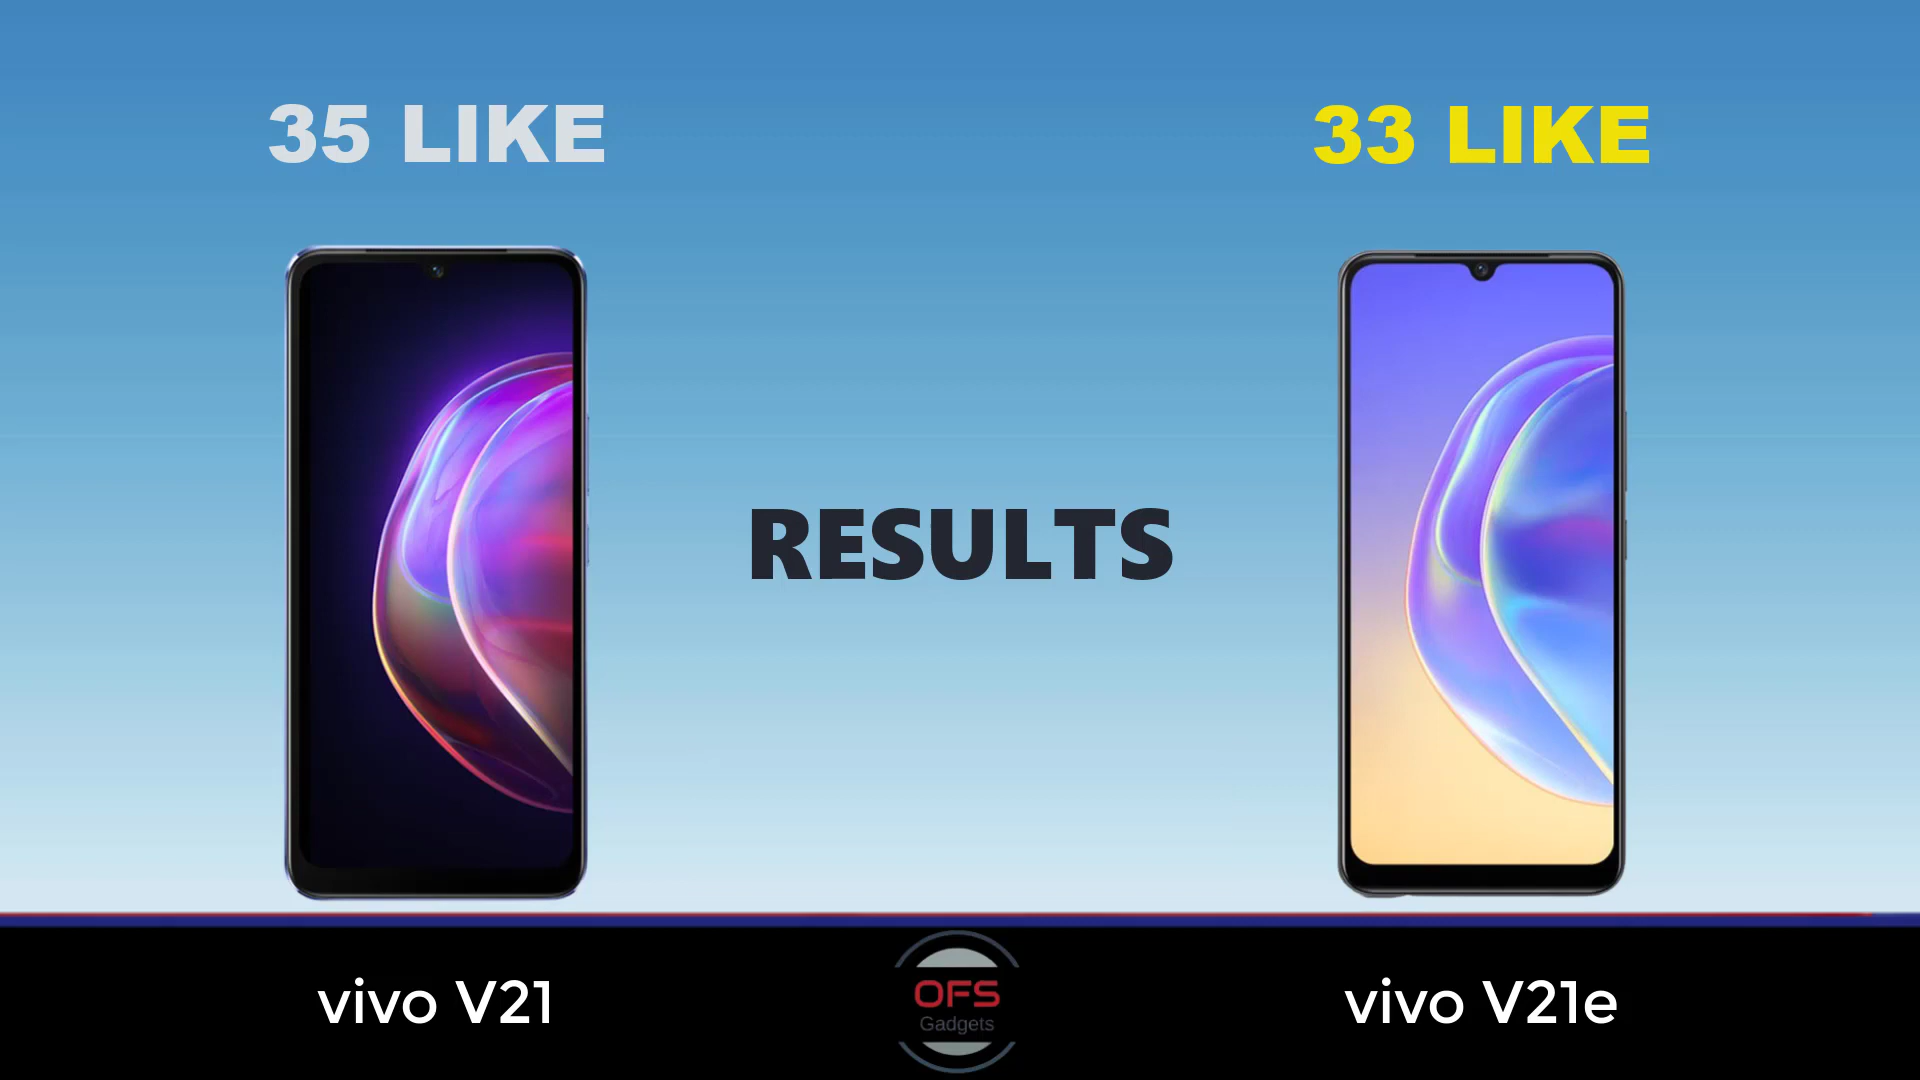 35 LIKE
33 LIKE
RESULTS
vivo V21
OFS
Gadgets
vivo V21e